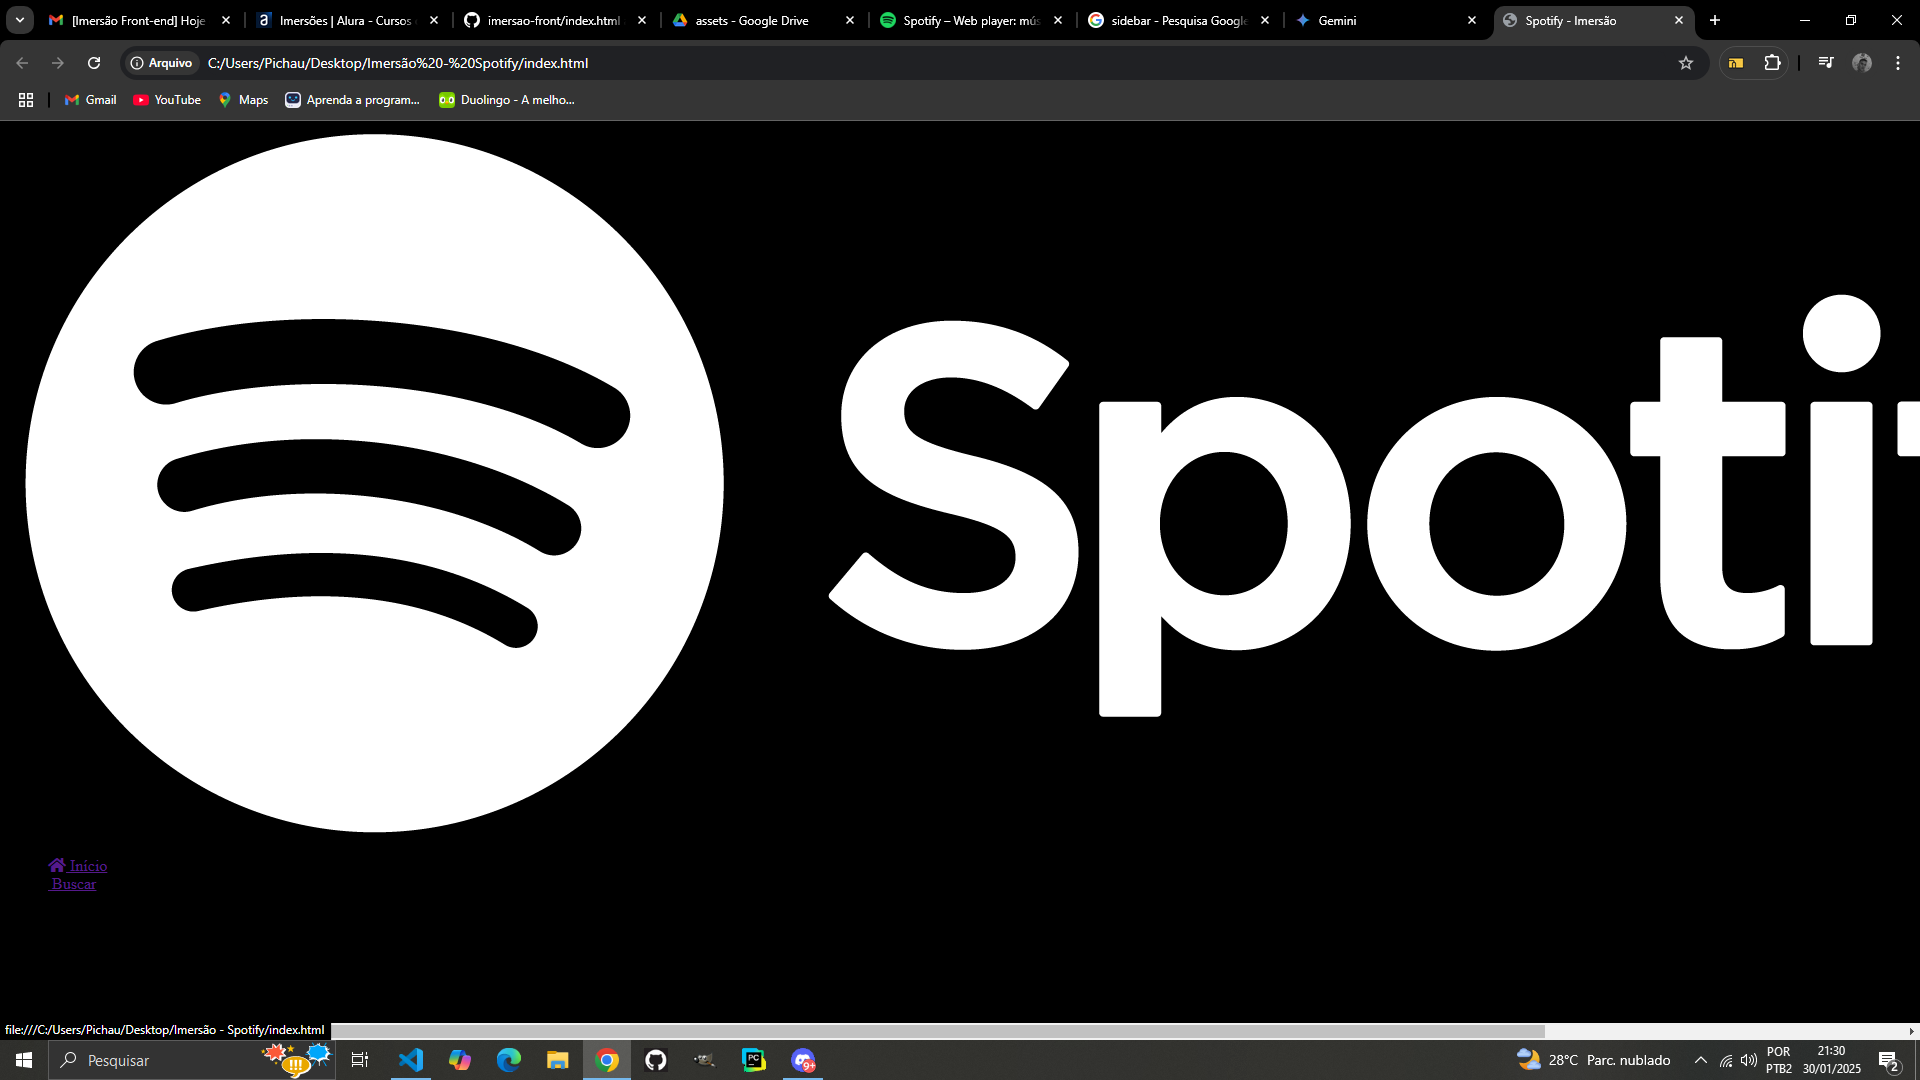 [Imersão Front-end] Hoje
Imersões | Alura - Cursos
imersao-front/index.html
assets - Google Drive
Spotify – Web player: mús
sidebar - Pesquisa Google
Gemini
Spotify - Imersão
Arquivo
C:/Users/Pichau/Desktop/Imersão%20-%20Spotify/index.html
Gmail
YouTube
Maps
Aprenda a program...
Duolingo - A melho...
Spotif
Início
Buscar
file:///C:/Users/Pichau/Desktop/Imersão - Spotify/index.html
Pesquisar
!!!
PC
9+
28°C Parc. nublado
POR
PTB2
21:30
30/01/2025
2